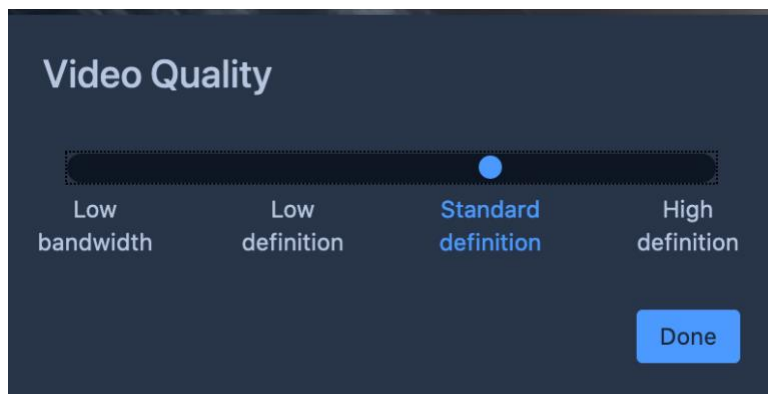 Video Quality
Low bandwidth
Low definition
Standard definition
High definition
Done